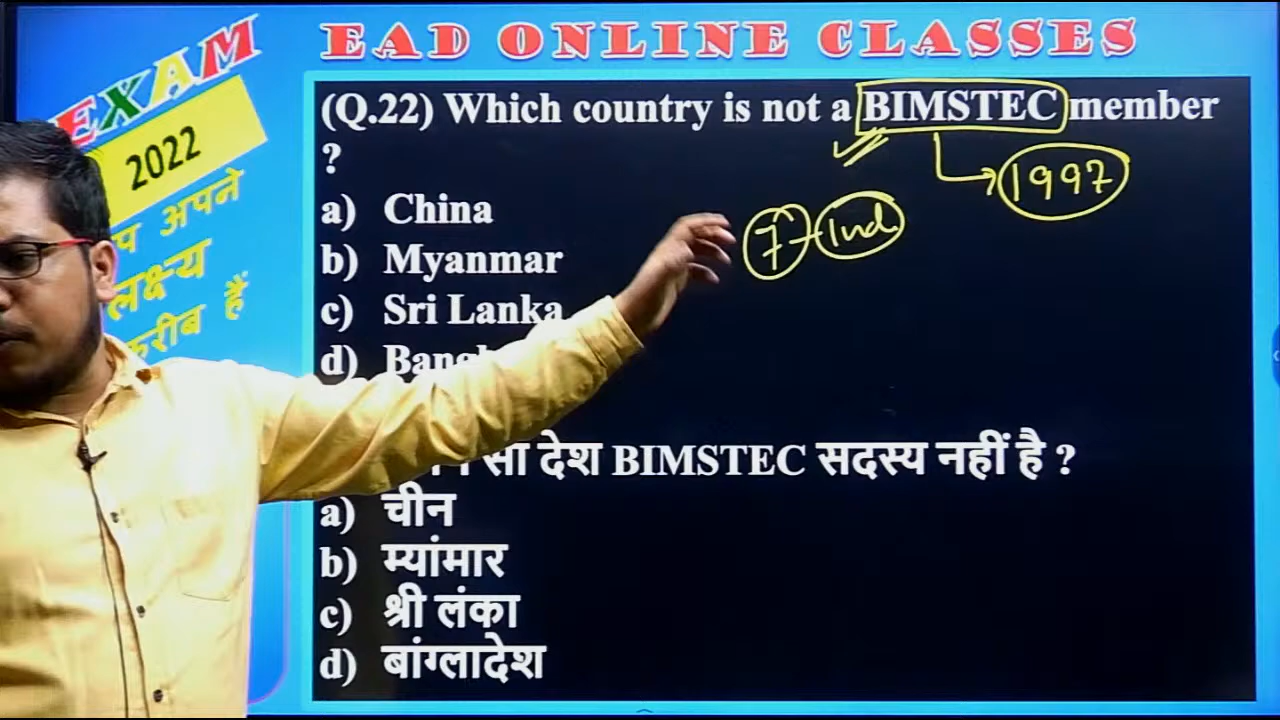 EAD ONLINE CLASSES
EXAM
2022
अपने
लक्ष्य
करीब हैं
(Q.22) Which country is not a BIMSTEC member
?
1997
a) China
7 - Ind
b) Myanmar
c) Sri Lanka
d)
सा देश BIMSTEC सदस्य नहीं है ?
a) चीन
b) म्यांमार
c) श्री लंका
d) बांग्लादेश